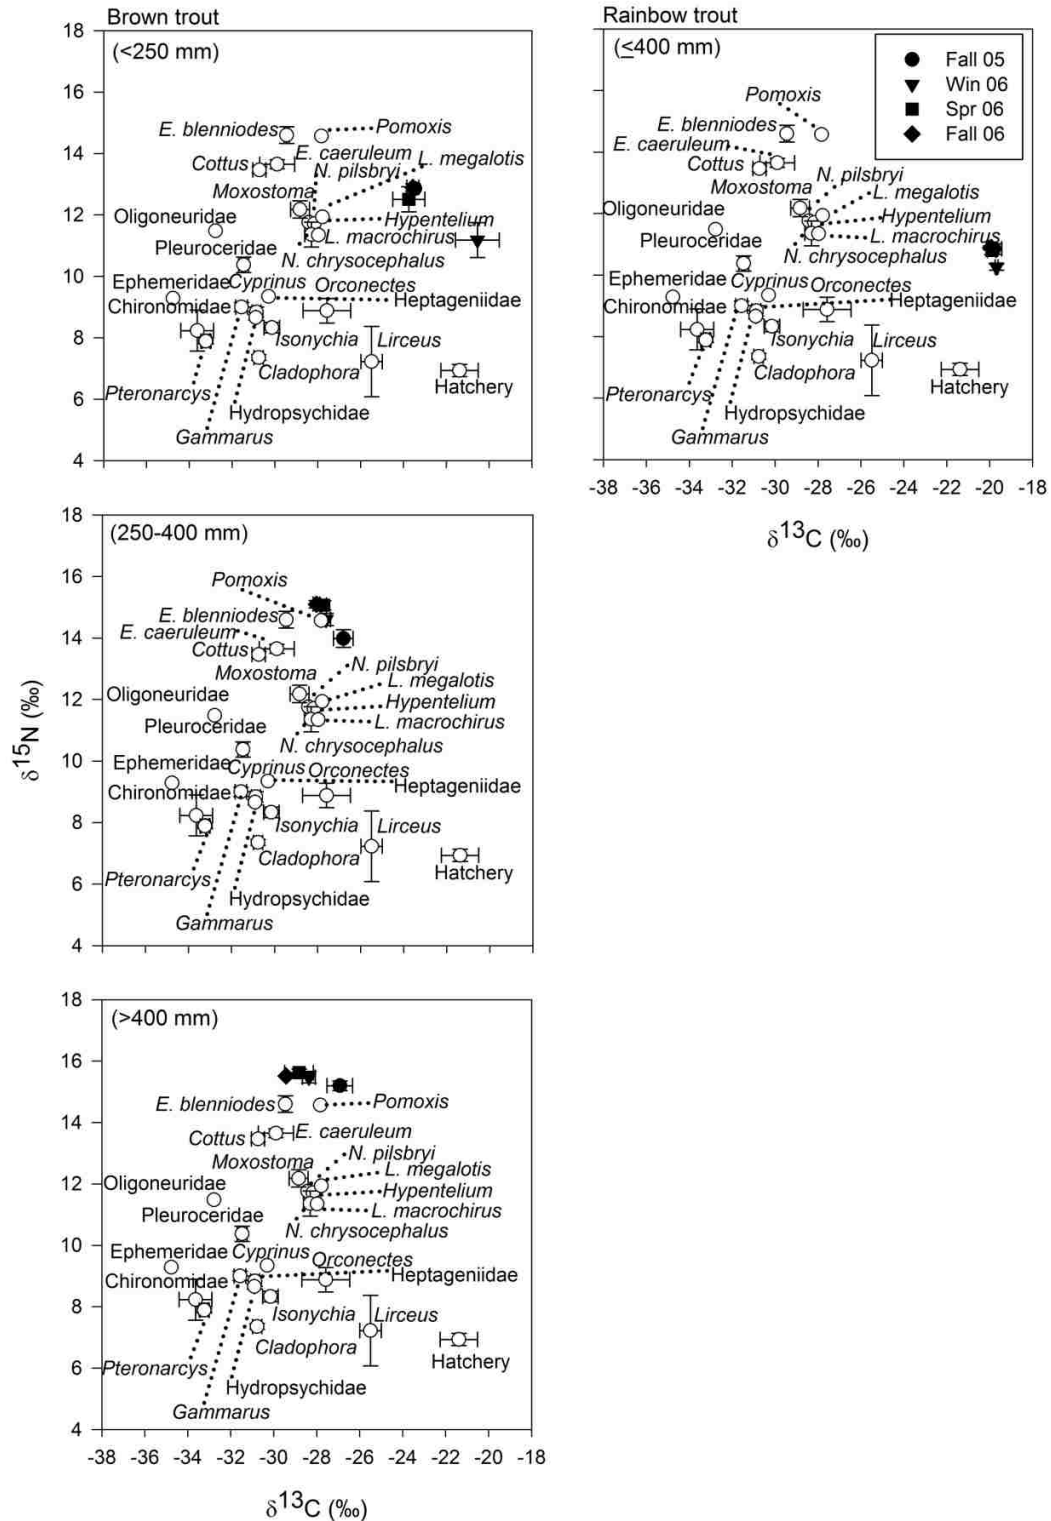 Brown trout
(<250 mm)
18
16
14
12
10
8
6
4
E. blenniodes
Pomoxis
Cottus
E. caeruleum
L. megalotis
N. pilsbryi
Moxostoma
Oligoneuridae
Hypentelium
L. macrochirus
Pleuroceridae
N. chrysocephalus
Ephemeridae
Cyprinus
Orconectes
Chironomidae
Heptageniidae
Isonychia
Lirceus
Cladophora
Hatchery
Pteronarcys
Hydropsychidae
Gammarus
Rainbow trout
(≤400 mm)
Fall 05
Win 06
Spr 06
Fall 06
Pomoxis
E. blenniodes
E. caeruleum
Cottus
N. pilsbryi
Moxostoma
L. megalotis
Oligoneuridae
Hypentelium
Pleuroceridae
L. macrochirus
N. chrysocephalus
Ephemeridae
Cyprinus
Orconectes
Chironomidae
Heptageniidae
Isonychia
Lirceus
Cladophora
Hatchery
Pteronarcys
Hydropsychidae
Gammarus
-38 -36 -34 -32 -30 -28 -26 -24 -22 -20 -18
δ13C (‰)
18
16
14
12
10
8
6
4
δ15N (‰)
(250-400 mm)
Pomoxis
E. blenniodes
E. caeruleum
Cottus
N. pilsbryi
Moxostoma
L. megalotis
Oligoneuridae
Hypentelium
Pleuroceridae
L. macrochirus
N. chrysocephalus
Ephemeridae
Cyprinus
Orconectes
Chironomidae
Heptageniidae
Isonychia
Lirceus
Cladophora
Hatchery
Pteronarcys
Hydropsychidae
Gammarus
18
16
14
12
10
8
6
4
(>400 mm)
E. blenniodes
Pomoxis
Cottus
E. caeruleum
N. pilsbryi
Moxostoma
L. megalotis
Oligoneuridae
Hypentelium
Pleuroceridae
L. macrochirus
N. chrysocephalus
Ephemeridae
Cyprinus
Orconectes
Chironomidae
Heptageniidae
Isonychia
Lirceus
Cladophora
Hatchery
Pteronarcys
Hydropsychidae
Gammarus
-38 -36 -34 -32 -30 -28 -26 -24 -22 -20 -18
δ13C (‰)